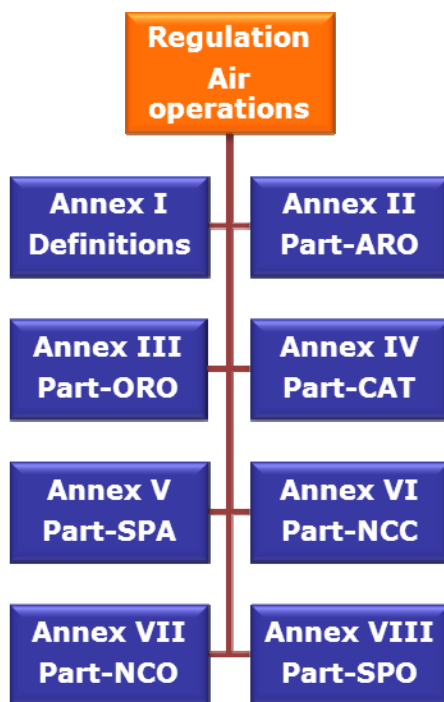 Regulation
Air
operations
Annex I
Definitions
Annex II
Part-ARO
Annex III
Part-ORO
Annex IV
Part-CAT
Annex V
Part-SPA
Annex VI
Part-NCC
Annex VII
Part-NCO
Annex VIII
Part-SPO